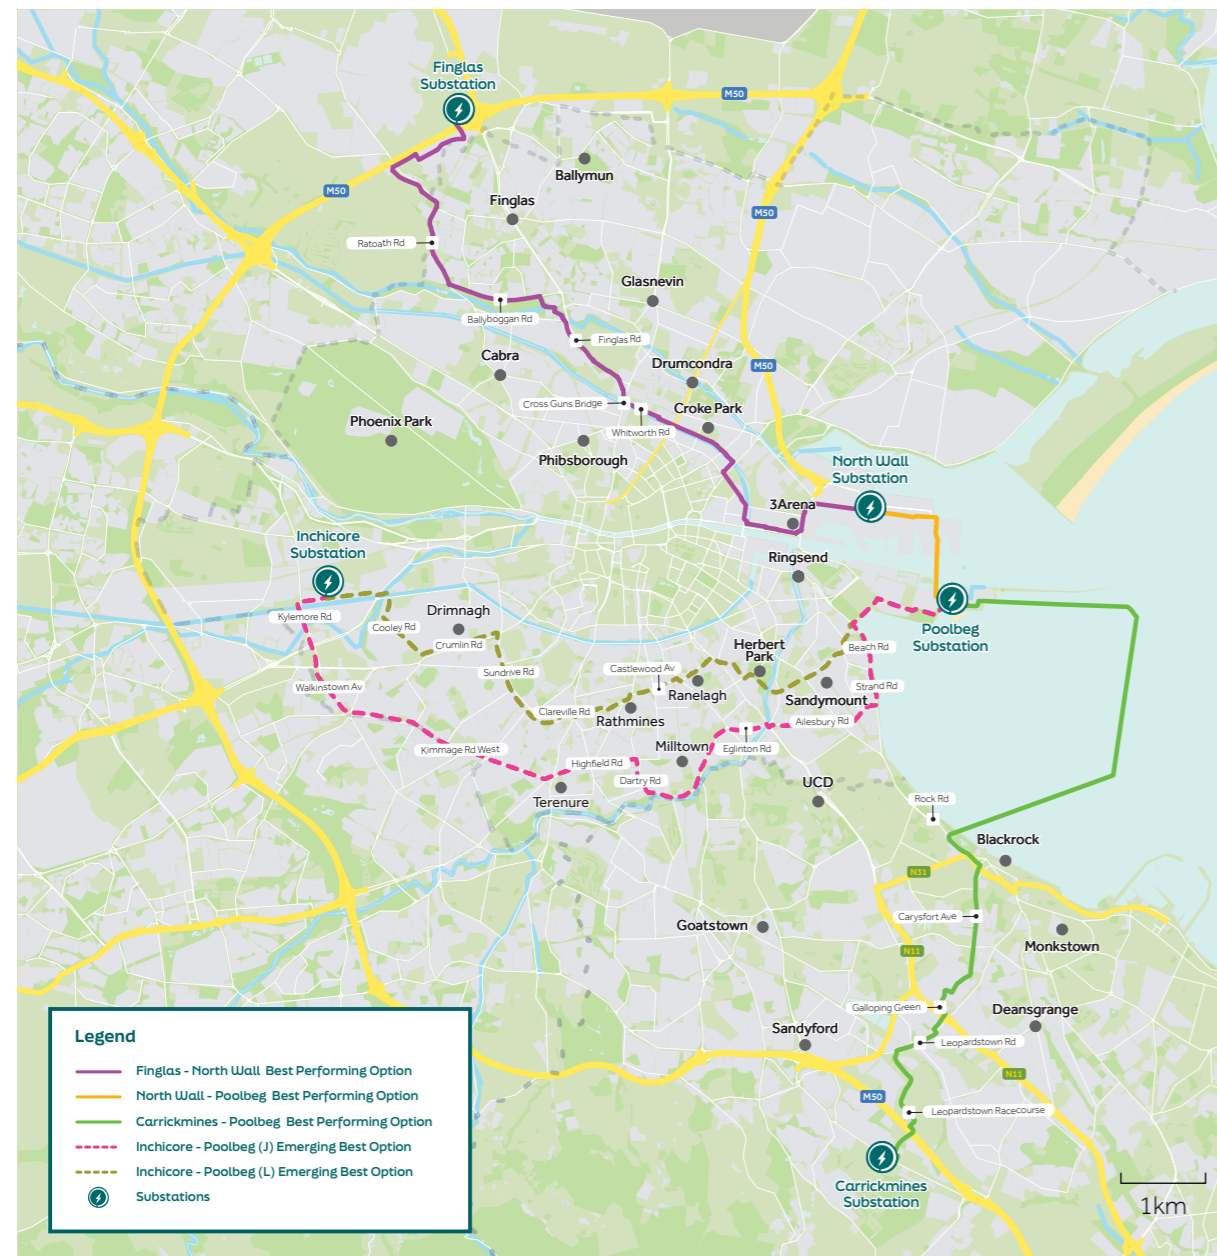 Finglas
Substation
M50
Ballymun
M50
Finglas
M50
Ratoath Rd
Glasnevin
Ballyboggan Rd
Finglas Rd
Cabra
Drumcondra
M50
Cross Guns Bridge
Croke Park
Phoenix Park
Whitworth Rd
Phibsborough
North Wall
Substation
3Arena
Inchicore
Substation
Ringsend
Kylemore Rd
Drimnagh
Cooley Rd
Crumlin Rd
Poolbeg
Substation
Herbert
Park
Beach Rd
Sundrive Rd
Castlewood Av
Walkinstown Av
Ranelagh
Strand Rd
Sandymount
Clareville Rd
Rathmines
Ailesbury Rd
Kimmage Rd West
Milltown
Eglinton Rd
Highfield Rd
Dartry Rd
UCD
Terenure
Rock Rd
Blackrock
N31
Carysfort Ave
Goatstown
Monkstown
N11
Galloping Green
Deansgrange
Sandyford
Leopardstown Rd
N11
M50
Leopardstown Racecourse
Carrickmines
Substation
1km
Legend
Finglas - North Wall Best Performing Option
North Wall - Poolbeg Best Performing Option
Carrickmines - Poolbeg Best Performing Option
Inchicore - Poolbeg (J) Emerging Best Option
Inchicore - Poolbeg (L) Emerging Best Option
Substations